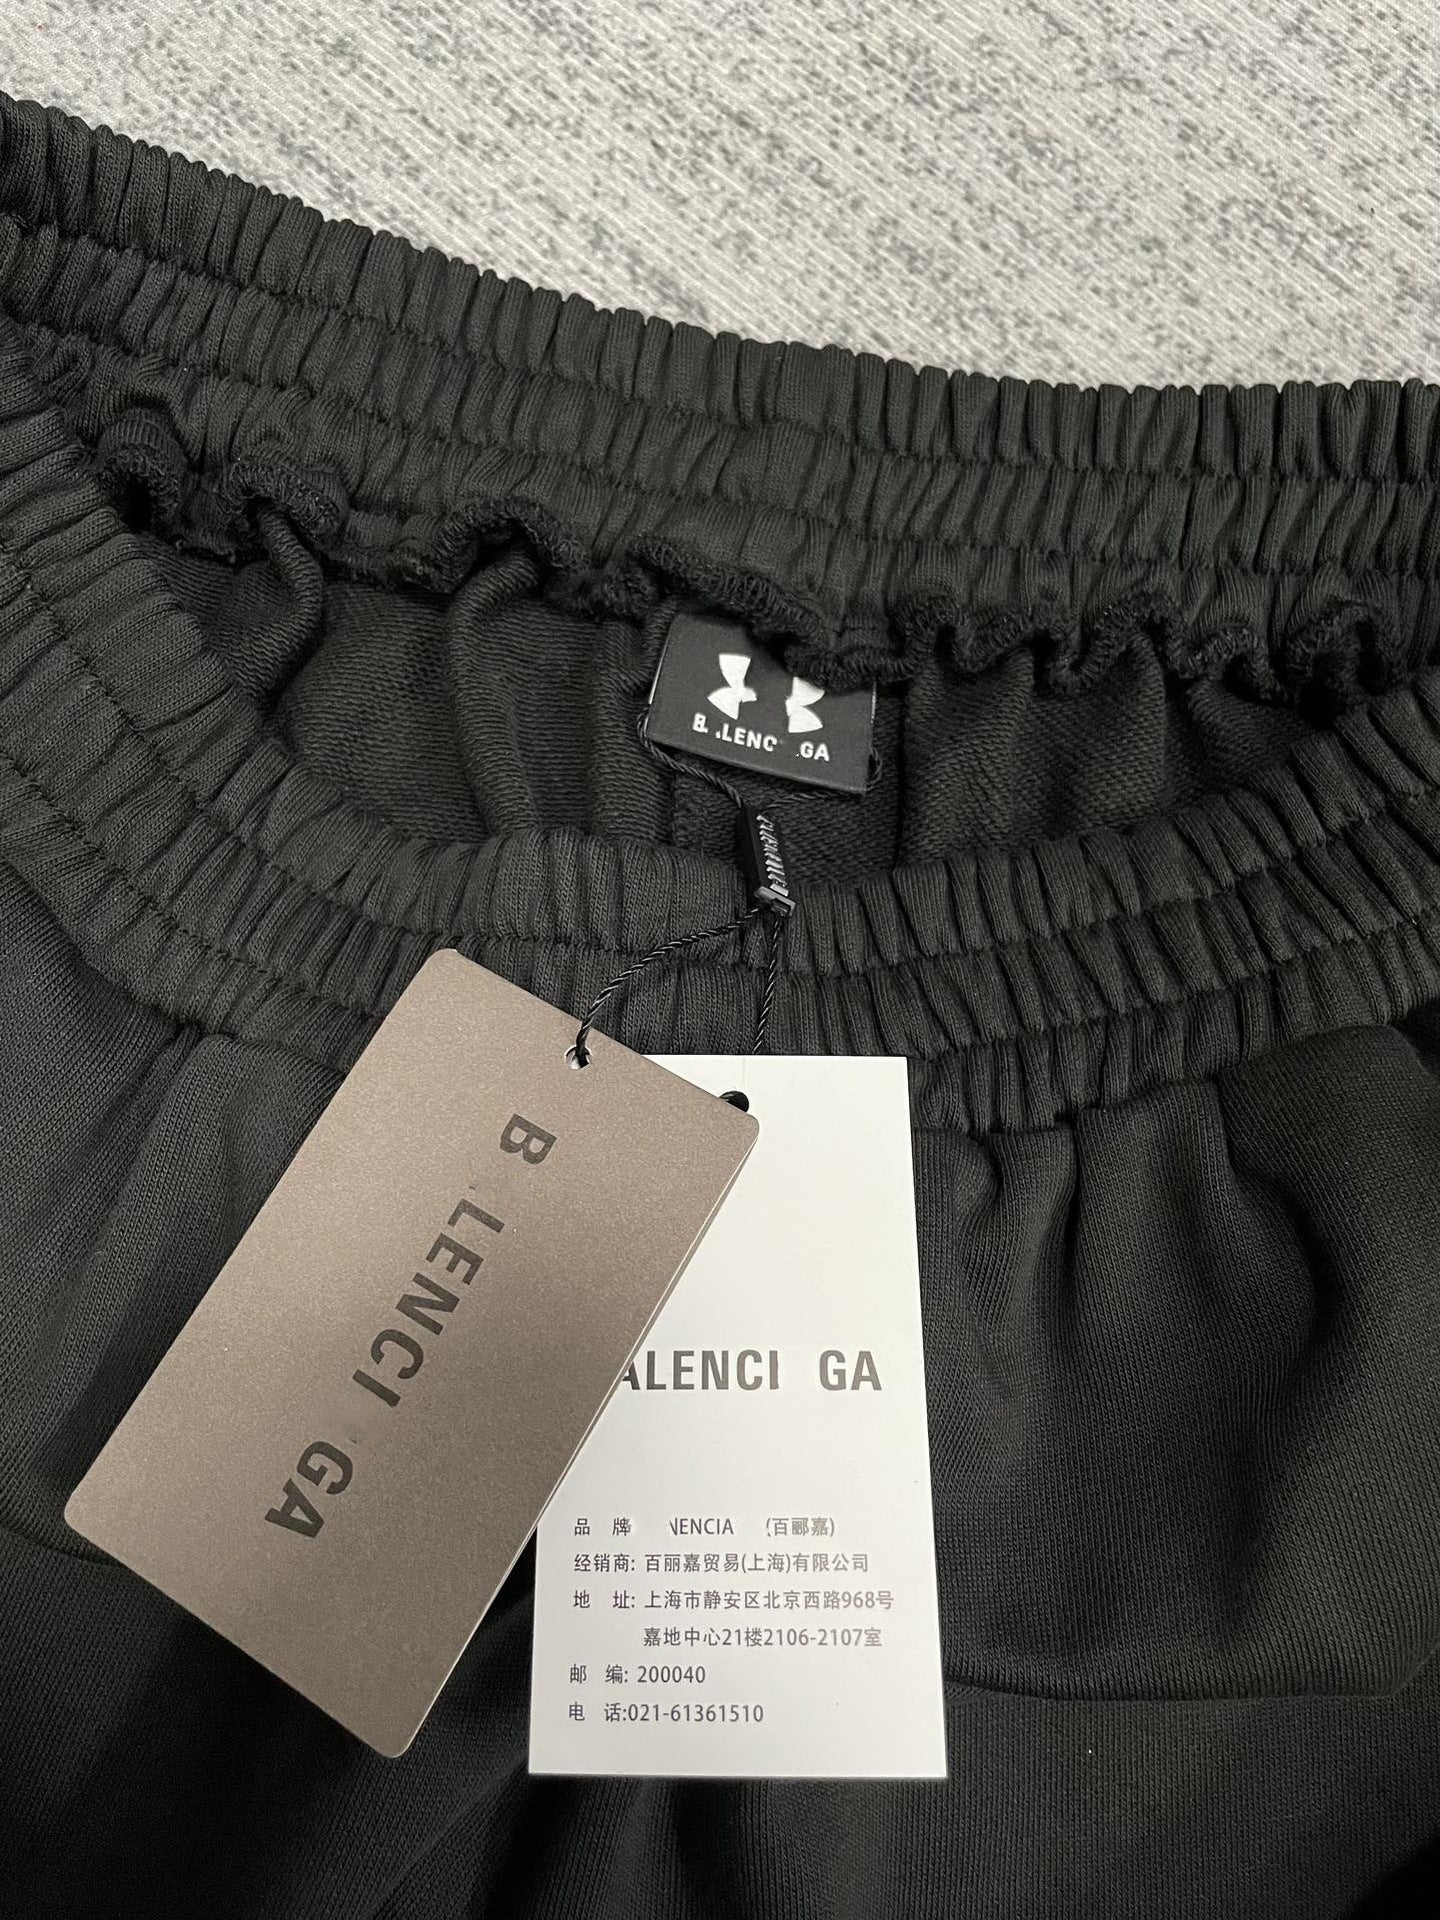 B LENC GA
B LENCI GA
ALENCI GA
品 牌 NENCIA (百郦嘉)
经销商: 百丽嘉贸易(上海)有限公司
地 址: 上海市静安区北京西路968号
嘉地中心21楼2106-2107室
邮 编: 200040
电 话:021-61361510